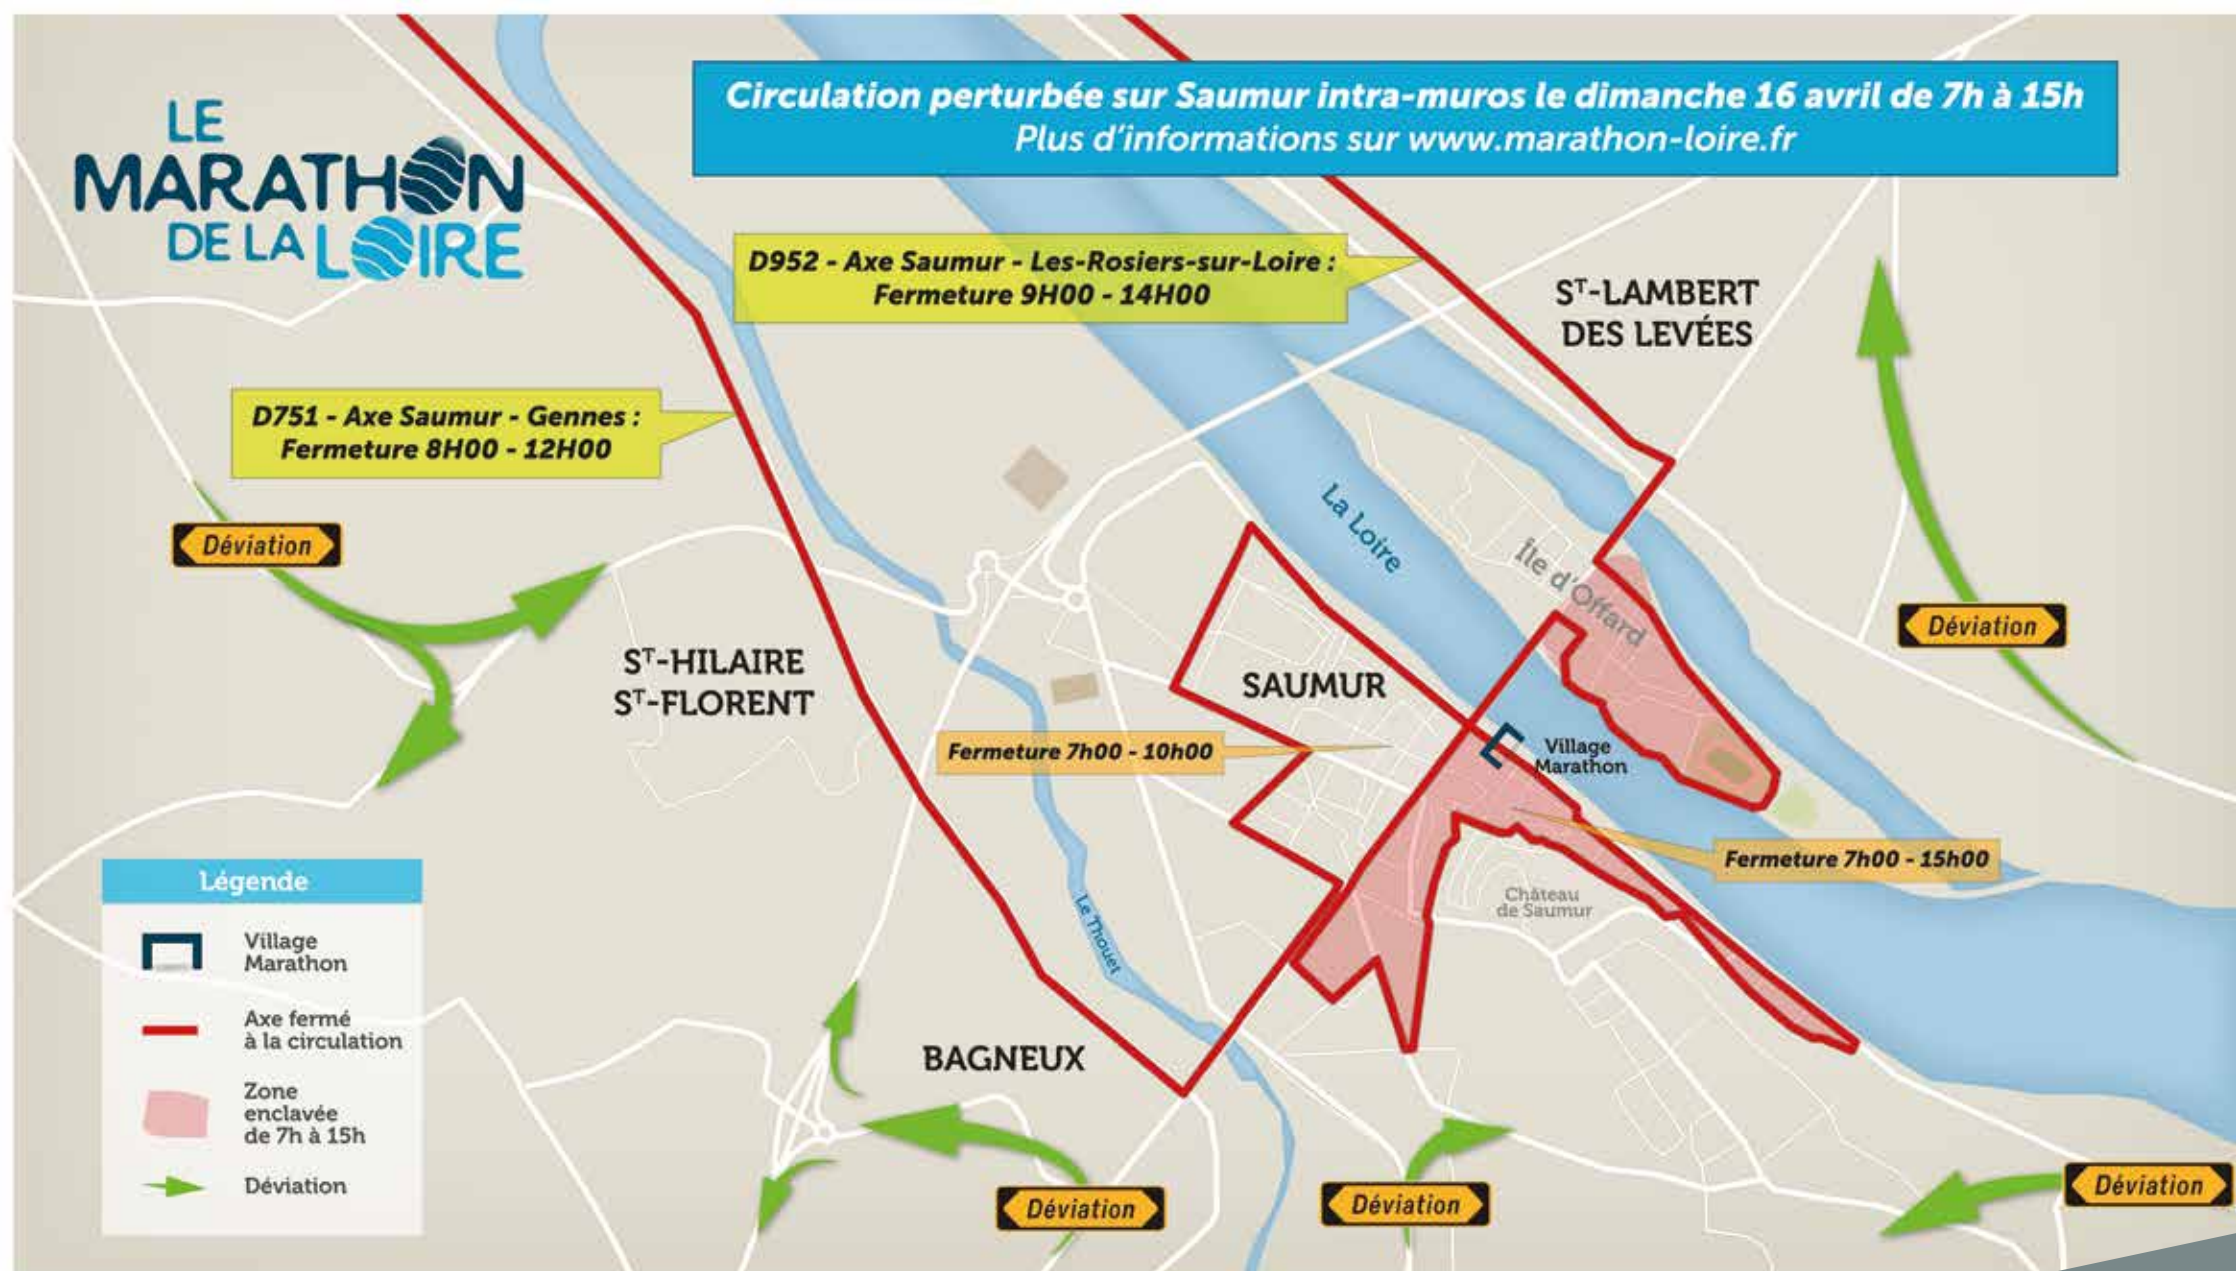 LE
MARATHON
DE LA LOIRE
Circulation perturbée sur Saumur intra-muros le dimanche 16 avril de 7h à 15h
Plus d'informations sur www.marathon-loire.fr
D952 - Axe Saumur - Les-Rosiers-sur-Loire :
Fermeture 9H00 - 14H00
ST-LAMBERT
DES LEVÉES
D751 - Axe Saumur - Gennes :
Fermeture 8H00 - 12H00
La Loire
Île d'Offard
Déviation
Déviation
ST-HILAIRE
ST-FLORENT
SAUMUR
Fermeture 7h00 - 10h00
Village
Marathon
Fermeture 7h00 - 15h00
Château
de Saumur
Le Thouet
BAGNEUX
Légende
Village
Marathon
Axe fermé
à la circulation
Zone
enclavée
de 7h à 15h
Déviation
Déviation
Déviation
Déviation